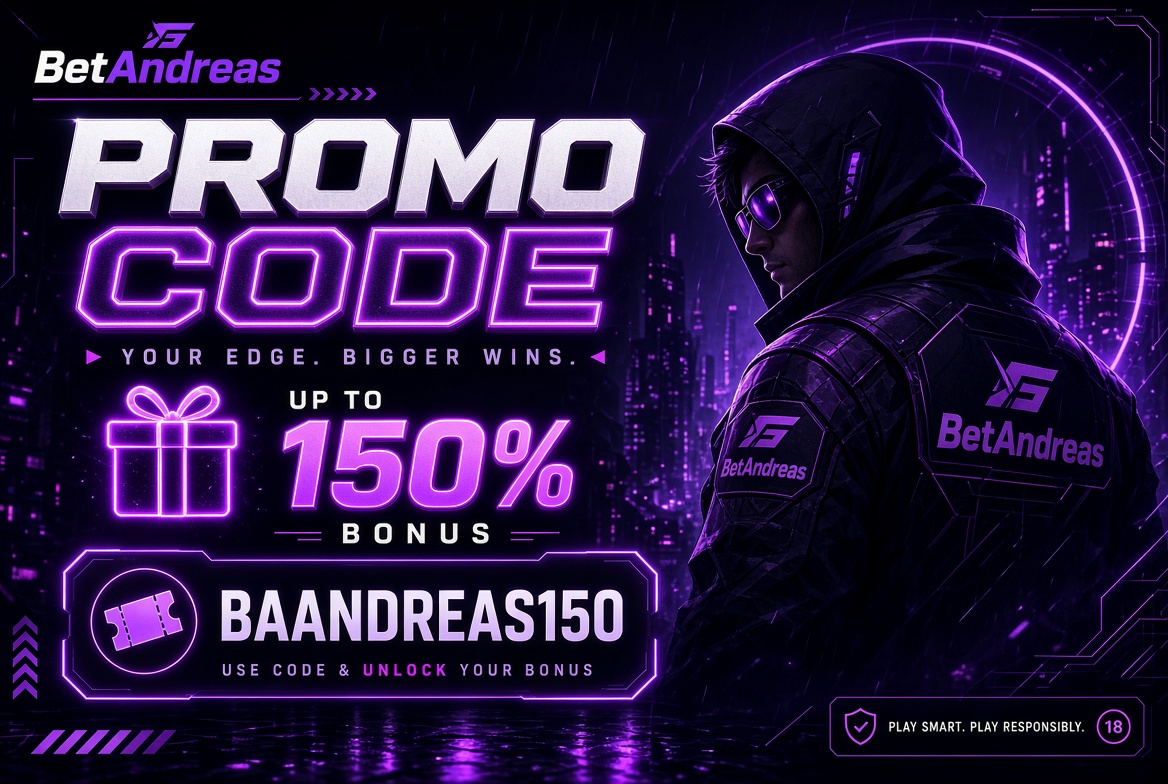 BetAndreas
PROMO
CODE
YOUR EDGE. BIGGER WINS.
UP TO
150%
BONUS
BAANDREAS150
USE CODE & UNLOCK YOUR BONUS
BetAndreas
BetAndreas
PLAY SMART. PLAY RESPONSIBLY. 18